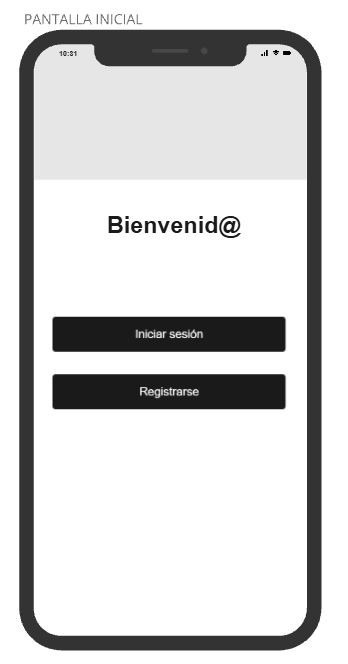 PANTALLA INICIAL
10:31
Bienvenid@
Iniciar sesión
Registrarse